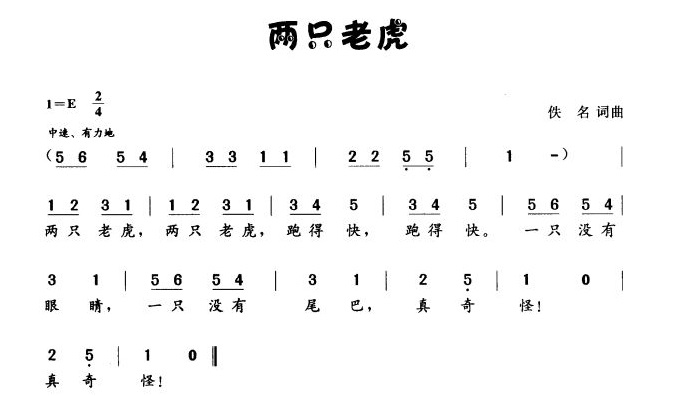 两只老虎
1=E 2/4
佚 名 词曲
中速、有力地
(5 6 5 4 | 3 3 1 1 | 2 2 5 5 | 1 -) |
1 2 3 1 | 1 2 3 1 | 3 4 5 | 3 4 5 | 5 6 5 4 |
两 只 老 虎, 两 只 老 虎, 跑 得 快, 跑 得 快。 一 只 没 有
3 1 | 5 6 5 4 | 3 1 | 2 5 | 1 0 |
眼 睛, 一 只 没 有 尾 巴, 真 奇 怪!
2 5 | 1 0 ‖
真 奇 怪!